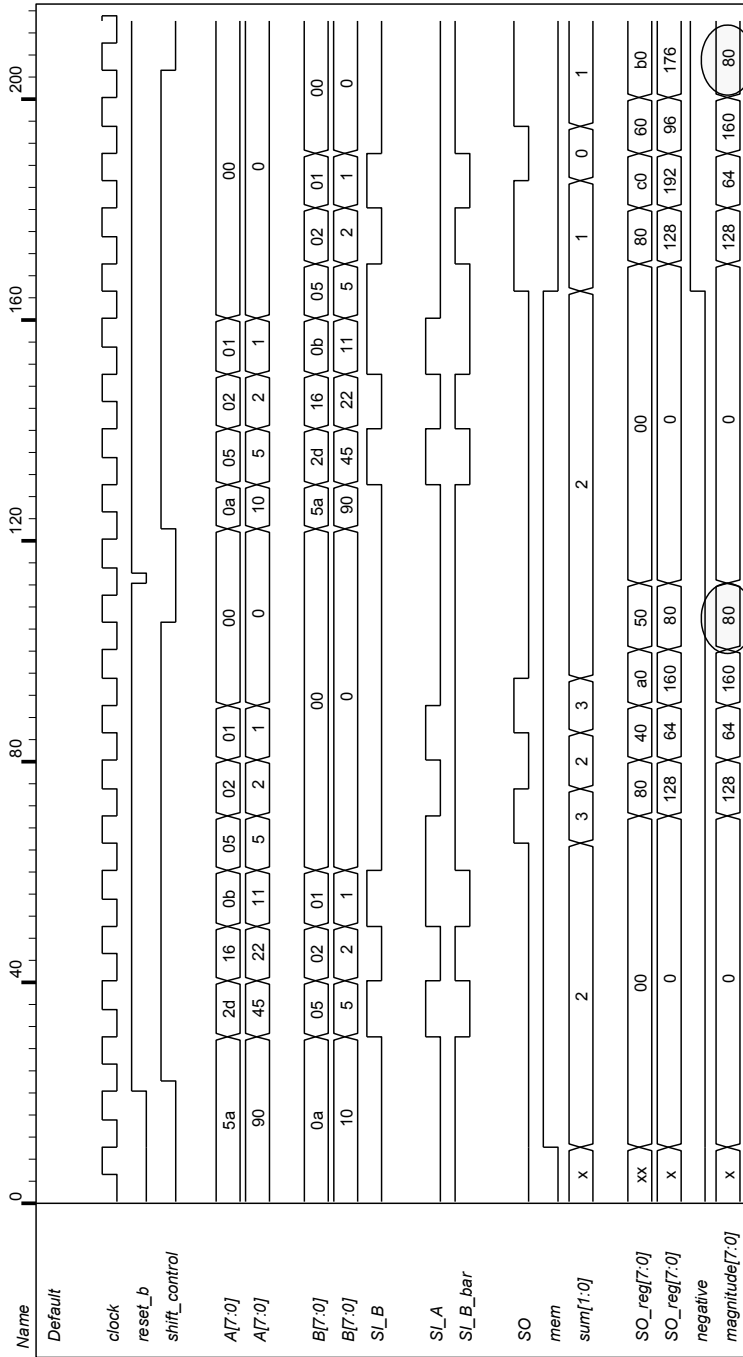 Name 0 40 80 120 160 200
Default
clock
reset_b
shift_control
A[7:0] 5a 2d 16 0b 05 02 01 00 0a 05 02 01 00
A[7:0] 90 45 22 11 5 2 1 0 10 5 2 1 0
B[7:0] 0a 05 02 01 00 5a 2d 16 0b 05 02 01 00
B[7:0] 10 5 2 1 0 90 45 22 11 5 2 1 0
SI_B
SI_A
SI_B_bar
SO
mem
sum[1:0] x 2 3 2 3 2 1 0 1
SO_reg[7:0] xx 00 80 40 a0 50 00 80 c0 60 b0
SO_reg[7:0] x 0 128 64 160 80 0 128 192 96 176
negative
magnitude[7:0] x 0 128 64 160 80 0 128 64 160 80